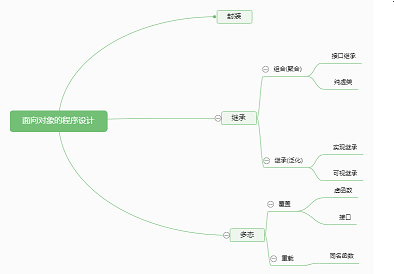 封装
接口继承
组合(聚合)
纯虚类
面向对象的程序设计
继承
实现继承
继承(泛化)
可视继承
虚函数
覆盖
接口
多态
重载
同名函数